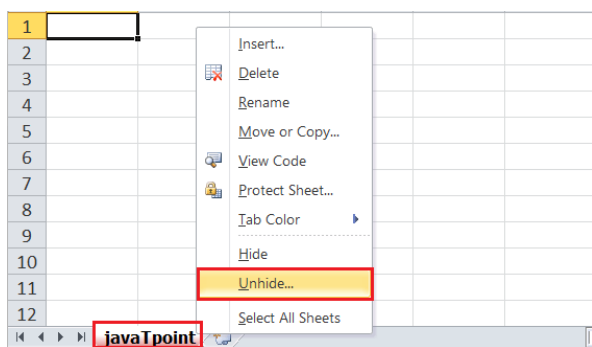 1
2
3
4
5
6
7
8
9
10
11
12
Insert...
Delete
Rename
Move or Copy...
View Code
Protect Sheet...
Tab Color
Hide
Unhide...
Select All Sheets
javaTpoint